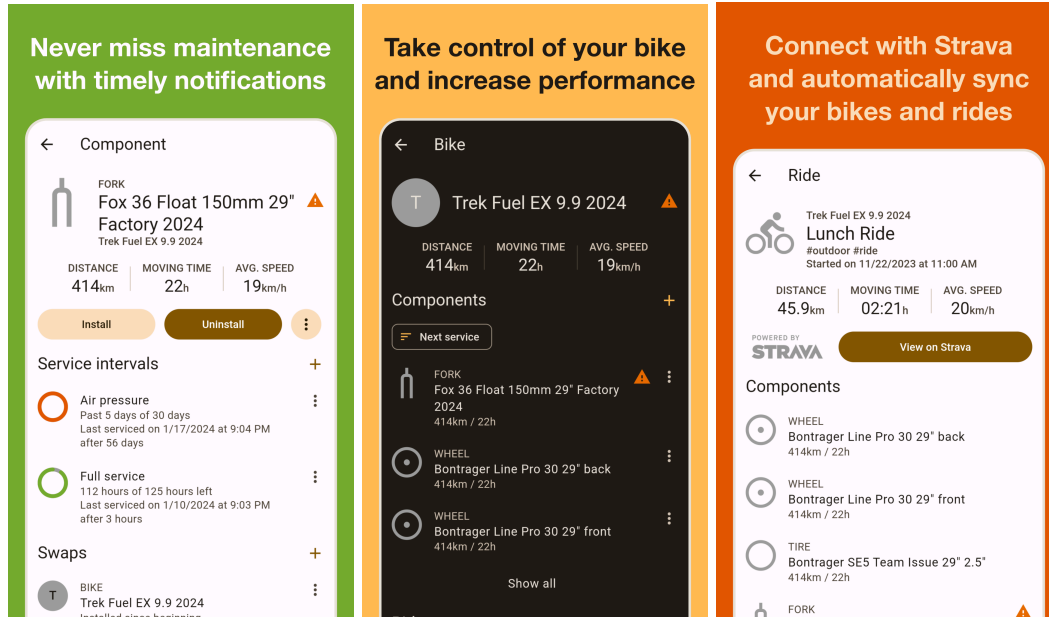 Never miss maintenance
with timely notifications
Component
FORK
Fox 36 Float 150mm 29"
Factory 2024
Trek Fuel EX 9.9 2024
DISTANCE MOVING TIME AVG. SPEED
414km 22h 19km/h
Install Uninstall
Service intervals
Air pressure
Past 5 days of 30 days
Last serviced on 1/17/2024 at 9:04 PM
after 56 days
Full service
112 hours of 125 hours left
Last serviced on 1/10/2024 at 9:03 PM
after 3 hours
Swaps
T
BIKE
Trek Fuel EX 9.9 2024
Installed since beginning
Take control of your bike
and increase performance
Bike
T
Trek Fuel EX 9.9 2024
DISTANCE MOVING TIME AVG. SPEED
414km 22h 19km/h
Components
Next service
FORK
Fox 36 Float 150mm 29" Factory
2024
414km / 22h
WHEEL
Bontrager Line Pro 30 29" back
414km / 22h
WHEEL
Bontrager Line Pro 30 29" front
414km / 22h
Show all
Connect with Strava
and automatically sync
your bikes and rides
Ride
Trek Fuel EX 9.9 2024
Lunch Ride
#outdoor #ride
Started on 11/22/2023 at 11:00 AM
DISTANCE MOVING TIME AVG. SPEED
45.9km 02:21h 20km/h
POWERED BY
STRAVA
View on Strava
Components
WHEEL
Bontrager Line Pro 30 29" back
414km / 22h
WHEEL
Bontrager Line Pro 30 29" front
414km / 22h
TIRE
Bontrager SE5 Team Issue 29" 2.5"
414km / 22h
FORK